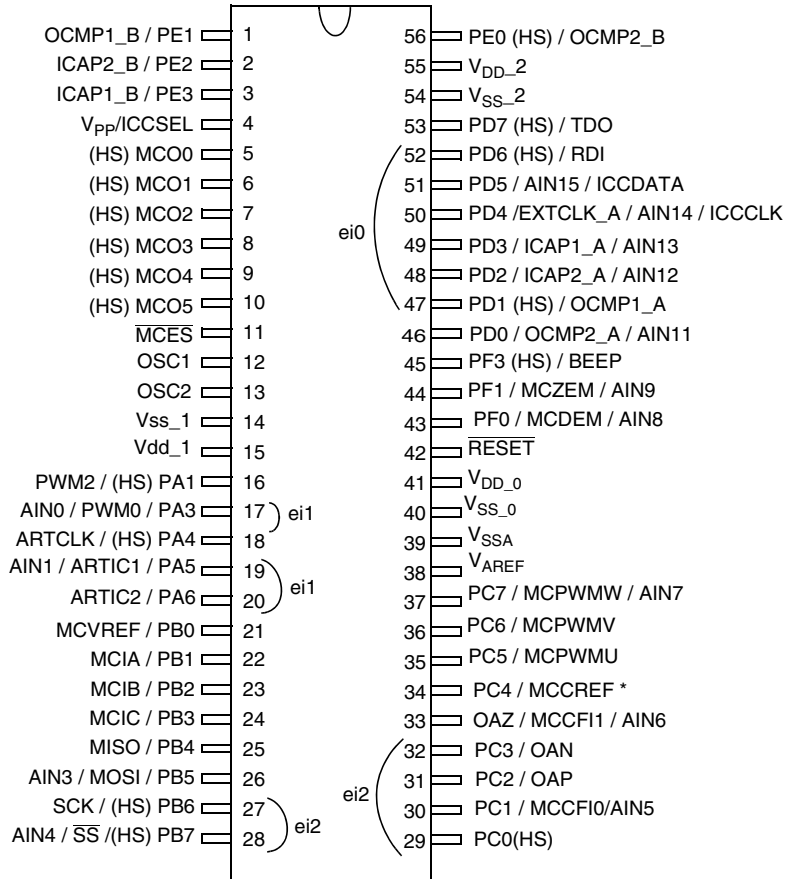 OCMP1_B / PE1 1 56 PE0 (HS) / OCMP2_B
ICAP2_B / PE2 2 55 VDD_2
ICAP1_B / PE3 3 54 VSS_2
VPP/ICCSEL 4 53 PD7 (HS) / TDO
(HS) MCO0 5 52 PD6 (HS) / RDI
(HS) MCO1 6 51 PD5 / AIN15 / ICCDATA
(HS) MCO2 7 50 PD4 /EXTCLK_A / AIN14 / ICCCLK
ei0
(HS) MCO3 8 49 PD3 / ICAP1_A / AIN13
(HS) MCO4 9 48 PD2 / ICAP2_A / AIN12
(HS) MCO5 10 47 PD1 (HS) / OCMP1_A
MCES 11 46 PD0 / OCMP2_A / AIN11
OSC1 12 45 PF3 (HS) / BEEP
OSC2 13 44 PF1 / MCZEM / AIN9
Vss_1 14 43 PF0 / MCDEM / AIN8
Vdd_1 15 42 RESET
PWM2 / (HS) PA1 16 41 VDD_0
AIN0 / PWM0 / PA3 17 ei1 40 VSS_0
ARTCLK / (HS) PA4 18 39 VSSA
AIN1 / ARTIC1 / PA5 19 38 VAREF
ei1
ARTIC2 / PA6 20 37 PC7 / MCPWMW / AIN7
MCVREF / PB0 21 36 PC6 / MCPWMV
MCIA / PB1 22 35 PC5 / MCPWMU
MCIB / PB2 23 34 PC4 / MCCREF *
MCIC / PB3 24 33 OAZ / MCCFI1 / AIN6
MISO / PB4 25 32 PC3 / OAN
AIN3 / MOSI / PB5 26 31 PC2 / OAP
ei2
SCK / (HS) PB6 27 30 PC1 / MCCFI0/AIN5
ei2
AIN4 / SS /(HS) PB7 28 29 PC0(HS)